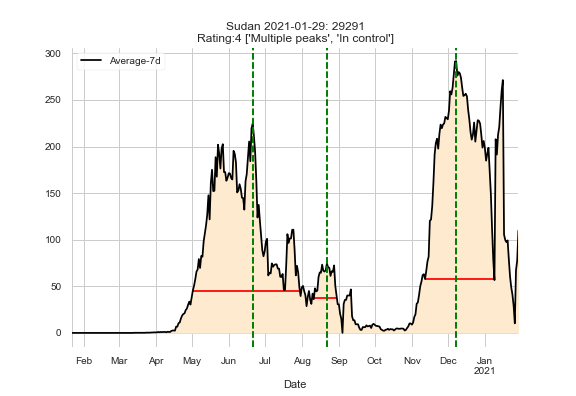 Sudan 2021-01-29: 29291
Rating:4 ['Multiple peaks', 'In control']
Average-7d
300
250
200
150
100
50
0
Feb Mar Apr May Jun Jul Aug Sep Oct Nov Dec Jan
2021
Date